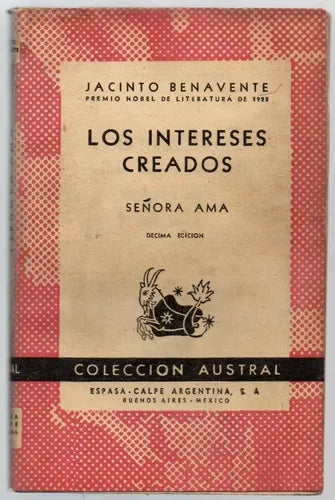 JACINTO BENAVENTE
PREMIO NOBEL DE LITERATURA DE 1922
LOS INTERESES
CREADOS
SEÑORA AMA
DECIMA EDICION
AL
COLECCION AUSTRAL
ESPASA-CALPE ARGENTINA, S. A.
BUENOS AIRES - MEXICO